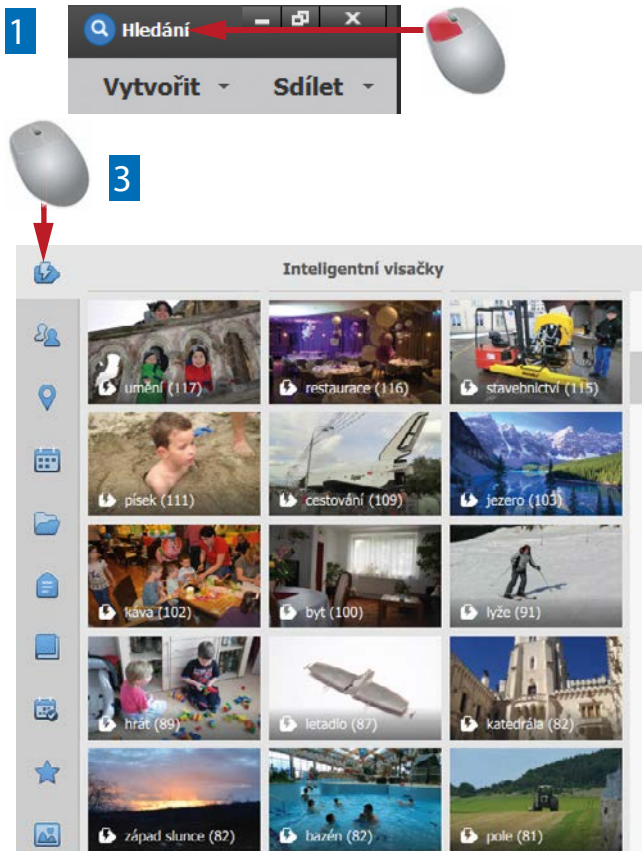 1
Hledání
Vytvořit
Sdílet
3
Inteligentní visačky
umění (117)
restaurace (116)
stavebnictví (115)
písek (111)
cestování (109)
jezero (103)
káva (102)
byt (100)
lyže (91)
hrát (89)
letadlo (87)
katedrála (82)
západ slunce (82)
bazén (82)
pole (81)